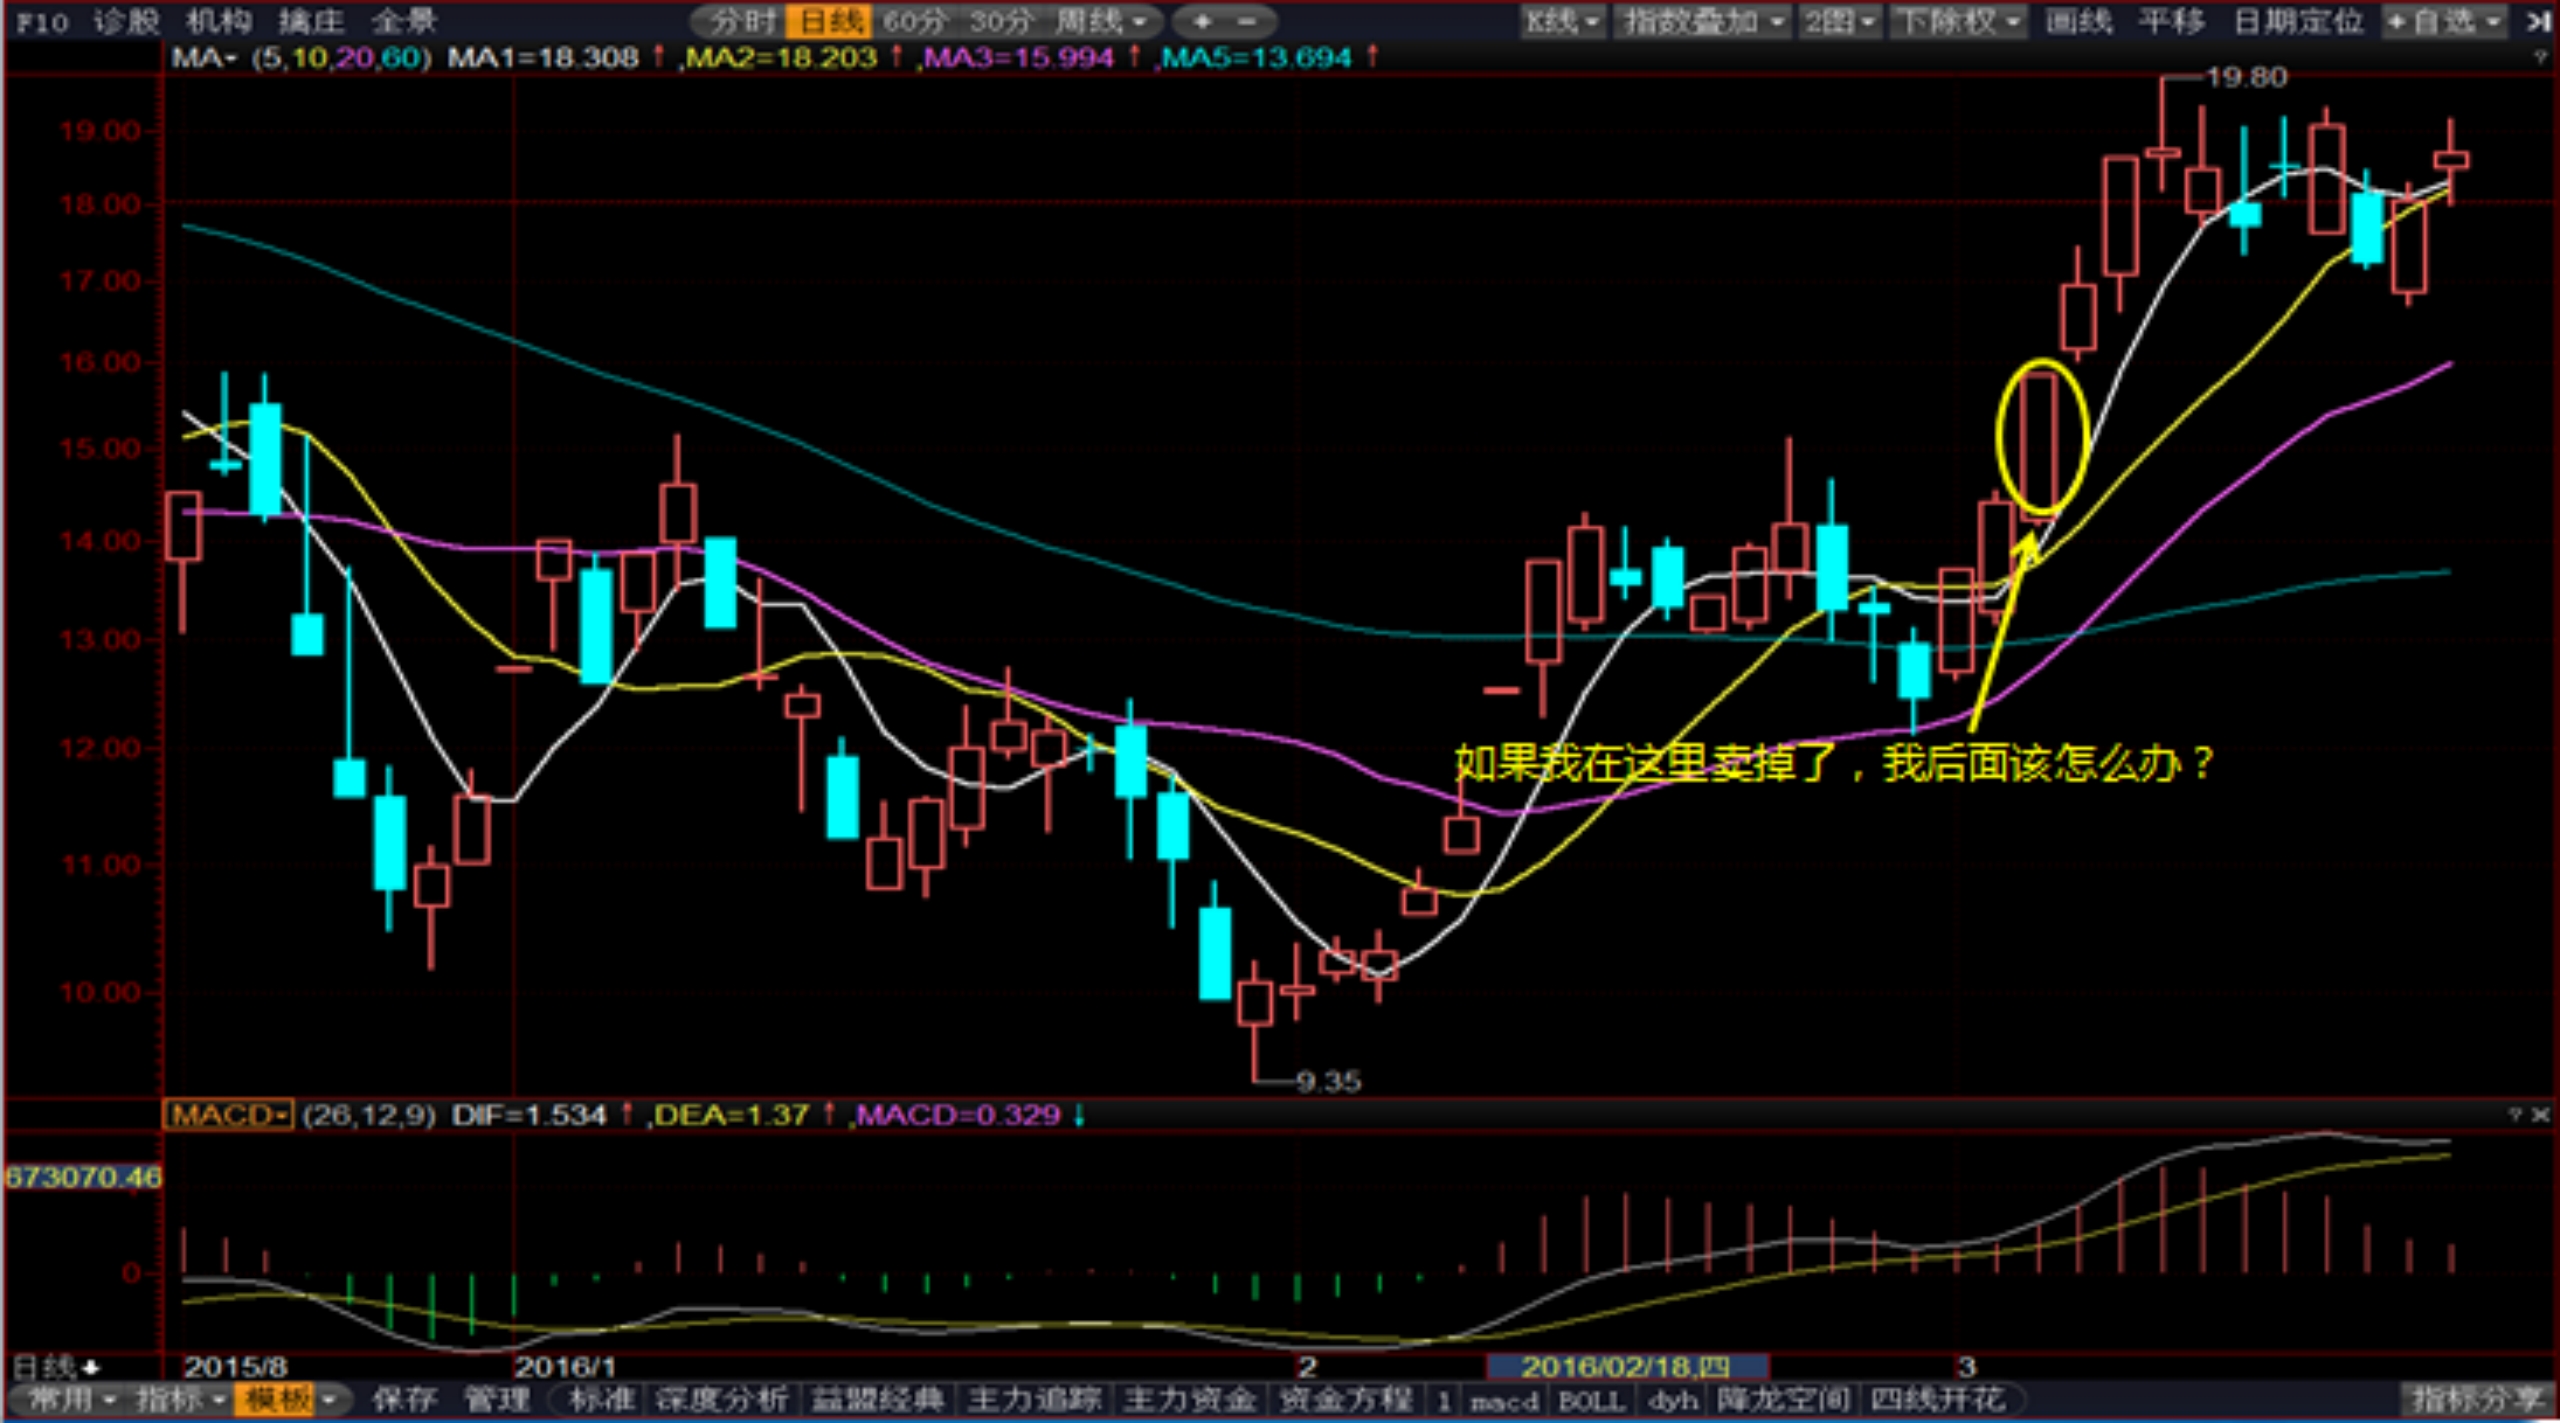 F10 诊股 机构 擒庄 全景 分时 日线 60分 30分 周线 + - K线 指数叠加 2图 下除权 画线 平移 日期定位 +自选
MA (5,10,20,60) MA1=18.308 ↑ ,MA2=18.203 ↑ ,MA3=15.994 ↑ ,MA5=13.694 ↑ ?
19.80
19.00
18.00
17.00
16.00
15.00
14.00
13.00
12.00
如果我在这里卖掉了，我后面该怎么办？
11.00
10.00
9.35
MACD (26,12,9) DIF=1.534 ↑ ,DEA=1.37 ↑ ,MACD=0.329 ↓ ? ×
673070.46
0
日线 2015/8 2016/1 2 2016/02/18,四 3
常用 指标 模板 保存 管理 标准 深度分析 益盟经典 主力追踪 主力资金 资金方程 1 macd BOLL dyh 降龙空间 四线开花 指标分享